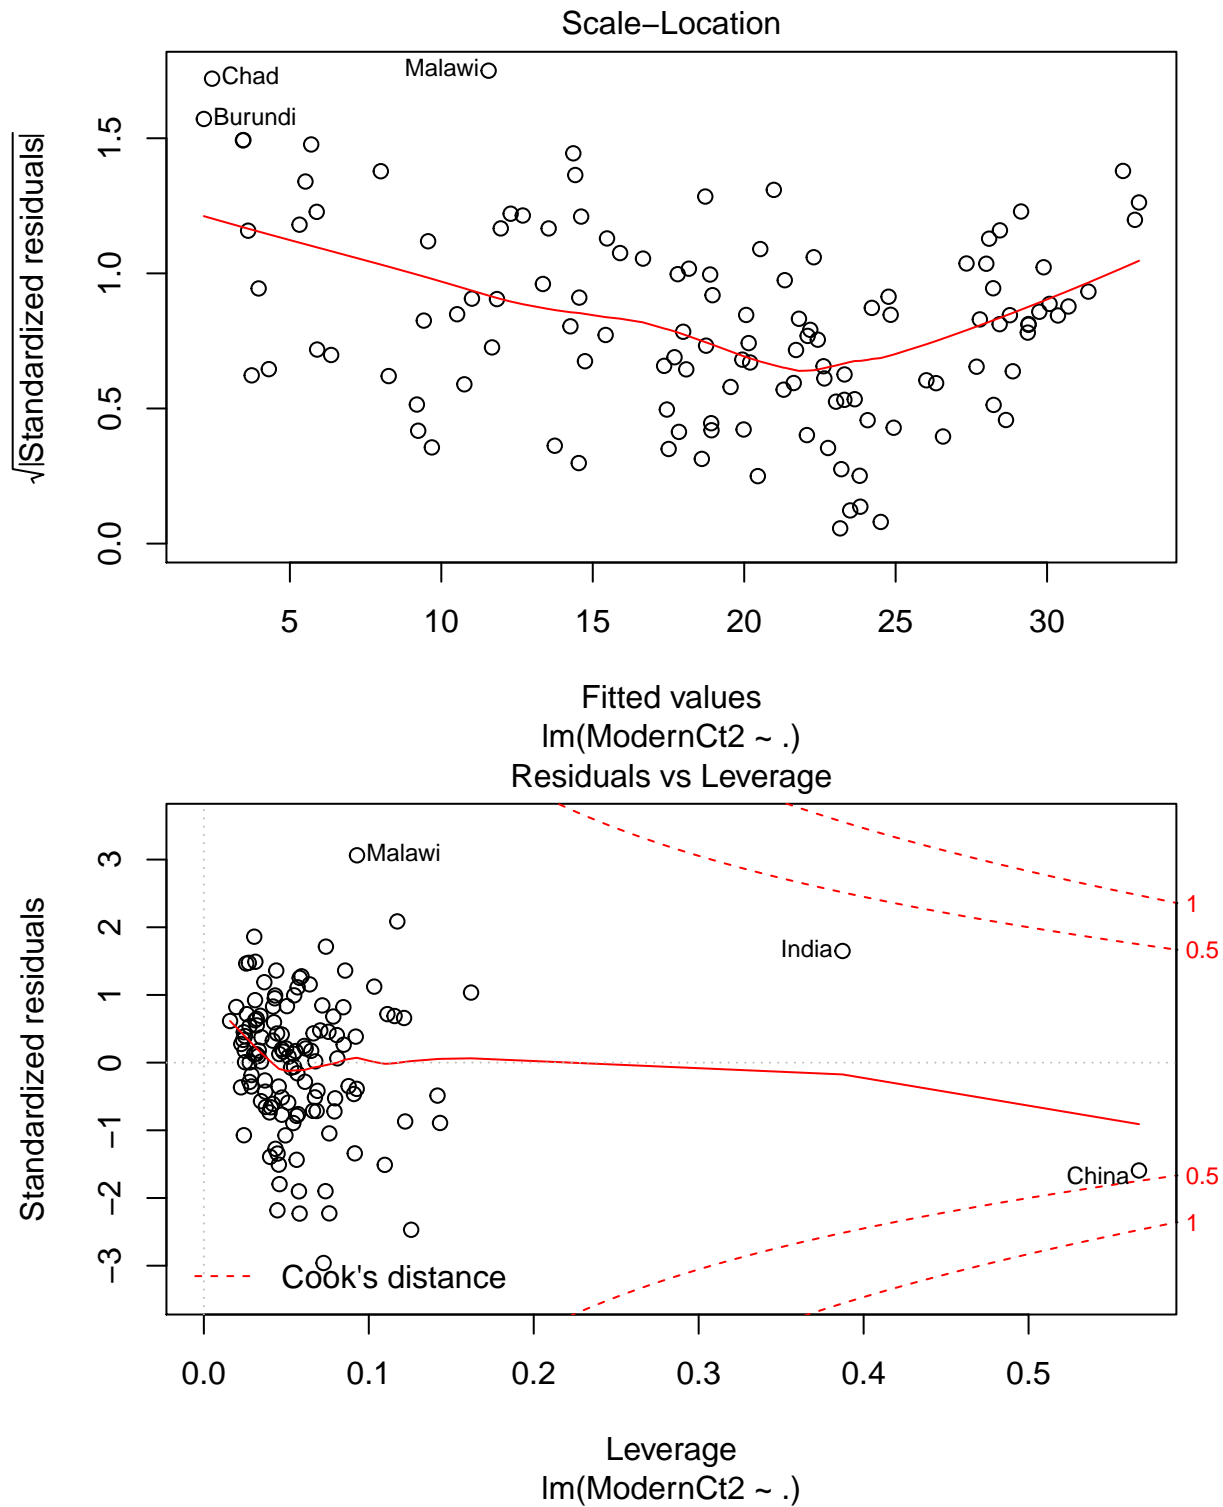 Scale−Location
Chad
Malawi
Burundi
√|Standardized residuals|
0.0 0.5 1.0 1.5
5 10 15 20 25 30
Fitted values
lm(ModernCt2 ~ .)
Residuals vs Leverage
Malawi
India
China
1
0.5
0.5
1
Standardized residuals
−3 −2 −1 0 1 2 3
Cook's distance
0.0 0.1 0.2 0.3 0.4 0.5
Leverage
lm(ModernCt2 ~ .)